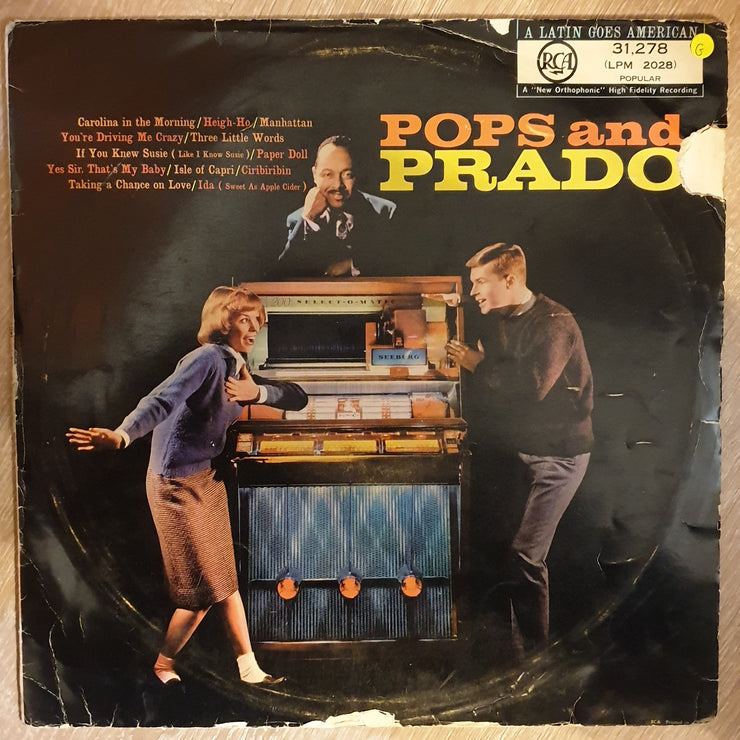 A LATIN GOES AMERICAN
RCA
31,278
(LPM 2028)
POPULAR
A "New Orthophonic" High Fidelity Recording
G
Carolina in the Morning/Heigh-Ho/Manhattan
You're Driving Me Crazy/Three Little Words
If You Knew Susie (Like I Know Susie)/Paper Doll
Yes Sir, That's My Baby/Isle of Capri/Ciribiribin
Taking a Chance on Love/Ida (Sweet As Apple Cider)
POPS and
PRADO
200 SELECT-O-MATIC
SEEBURG
RCA Printed